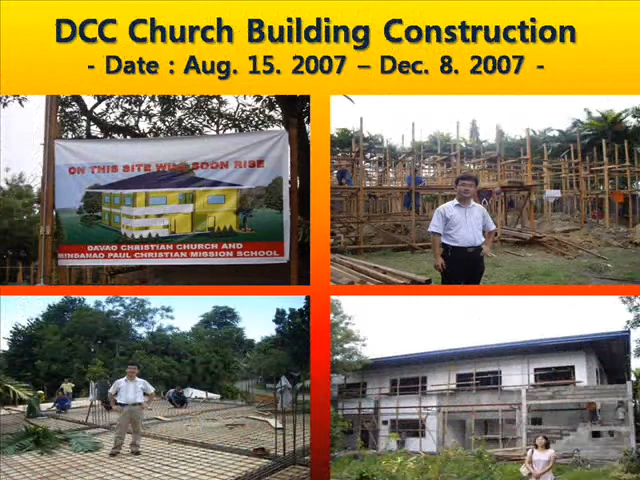 DCC Church Building Construction
- Date : Aug. 15. 2007 – Dec. 8. 2007 -
ON THIS SITE WILL SOON RISE
DAVAO CHRISTIAN CHURCH AND
MINDANAO PAUL CHRISTIAN MISSION SCHOOL